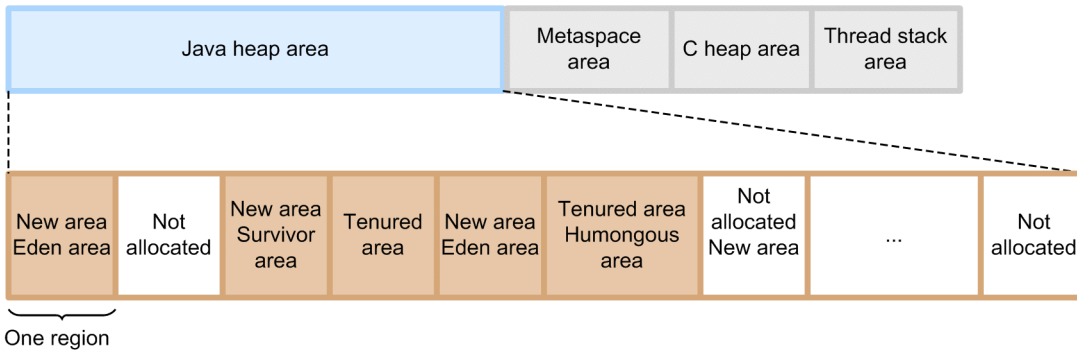 Java heap area
Metaspace
area
C heap area
Thread stack
area
New area
Eden area
Not
allocated
New area
Survivor
area
Tenured
area
New area
Eden area
Tenured area
Humongous
area
Not
allocated
New area
...
Not
allocated
One region